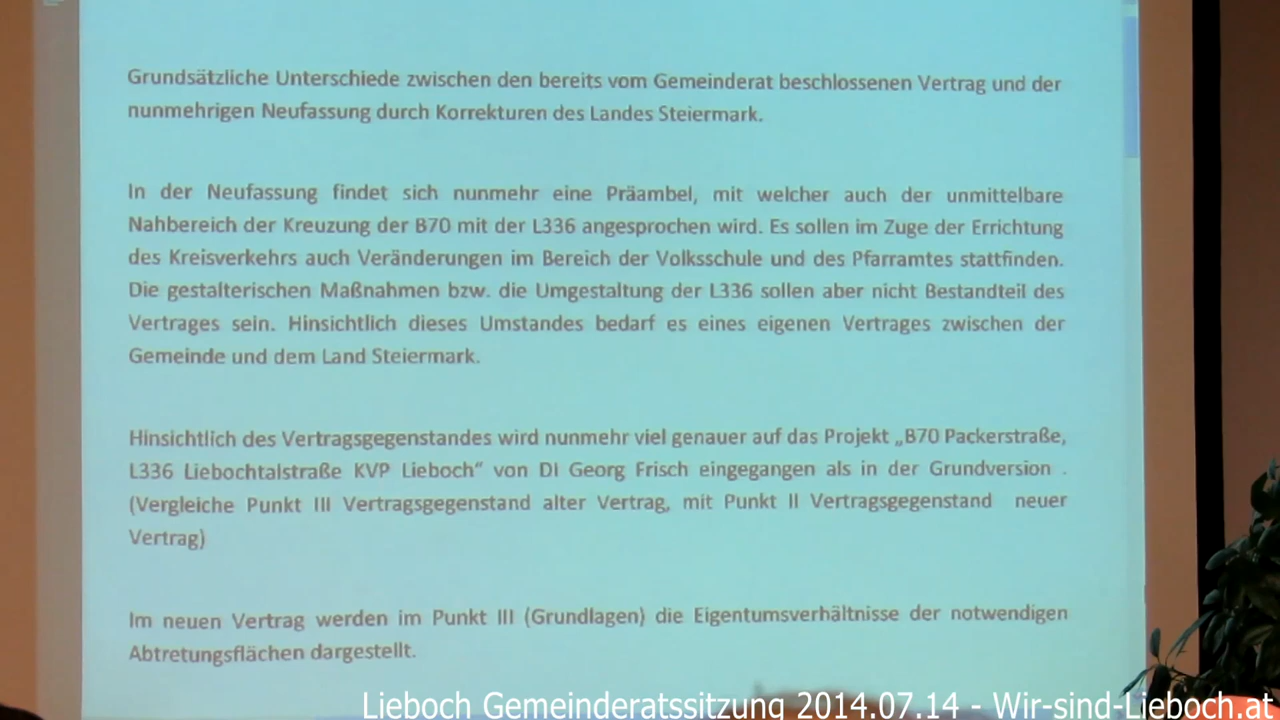 Grundsätzliche Unterschiede zwischen den bereits vom Gemeinderat beschlossenen Vertrag und der
nunmehrigen Neufassung durch Korrekturen des Landes Steiermark.
In der Neufassung findet sich nunmehr eine Präambel, mit welcher auch der unmittelbare
Nahbereich der Kreuzung der B70 mit der L336 angesprochen wird. Es sollen im Zuge der Errichtung
des Kreisverkehrs auch Veränderungen im Bereich der Volksschule und des Pfarramtes stattfinden.
Die gestalterischen Maßnahmen bzw. die Umgestaltung der L336 sollen aber nicht Bestandteil des
Vertrages sein. Hinsichtlich dieses Umstandes bedarf es eines eigenen Vertrages zwischen der
Gemeinde und dem Land Steiermark.
Hinsichtlich des Vertragsgegenstandes wird nunmehr viel genauer auf das Projekt „B70 Packerstraße,
L336 Liebochtalstraße KVP Lieboch“ von DI Georg Frisch eingegangen als in der Grundversion .
(Vergleiche Punkt III Vertragsgegenstand alter Vertrag, mit Punkt II Vertragsgegenstand neuer
Vertrag)
Im neuen Vertrag werden im Punkt III (Grundlagen) die Eigentumsverhältnisse der notwendigen
Abtretungsflächen dargestellt.
Lieboch Gemeinderatssitzung 2014.07.14 - Wir-sind-Lieboch.at